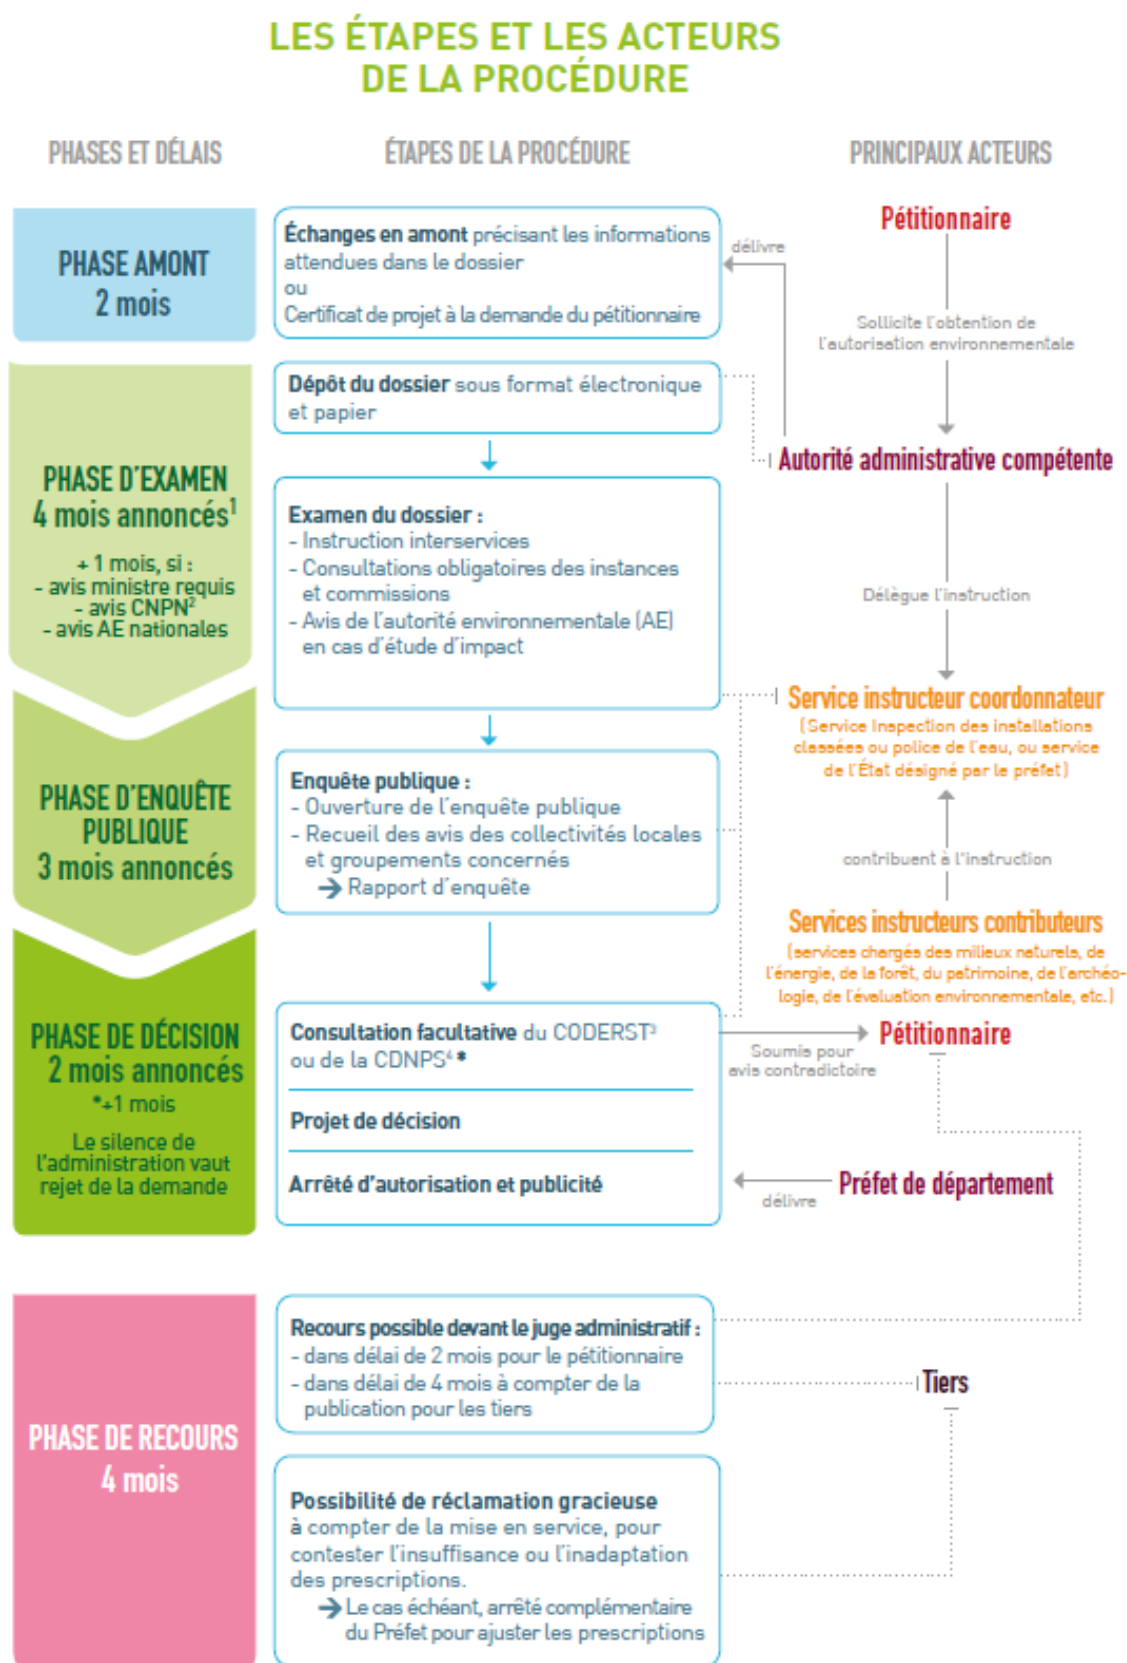 LES ÉTAPES ET LES ACTEURS
DE LA PROCÉDURE
PHASES ET DÉLAIS
ÉTAPES DE LA PROCÉDURE
PRINCIPAUX ACTEURS
PHASE AMONT
2 mois
Échanges en amont précisant les informations
attendues dans le dossier
ou
Certificat de projet à la demande du pétitionnaire
délivre
Pétitionnaire
Sollicite l'obtention de
l'autorisation environnementale
Dépôt du dossier sous format électronique
et papier
Autorité administrative compétente
PHASE D'EXAMEN
4 mois annoncés¹
+ 1 mois, si :
- avis ministre requis
- avis CNPN²
- avis AE nationales
Examen du dossier :
- Instruction interservices
- Consultations obligatoires des instances
et commissions
- Avis de l'autorité environnementale (AE)
en cas d'étude d'impact
Délègue l'instruction
Service instructeur coordonnateur
(Service Inspection des installations
classées ou police de l'eau, ou service
de l'État désigné par le préfet)
PHASE D'ENQUÊTE
PUBLIQUE
3 mois annoncés
Enquête publique :
- Ouverture de l'enquête publique
- Recueil des avis des collectivités locales
et groupements concernés
→ Rapport d'enquête
contribuent à l'instruction
Services instructeurs contributeurs
(services chargés des milieux naturels, de
l'énergie, de la forêt, du patrimoine, de l'archéo-
logie, de l'évaluation environnementale, etc.)
PHASE DE DÉCISION
2 mois annoncés
*+1 mois
Le silence de
l'administration vaut
rejet de la demande
Consultation facultative du CODERST³
ou de la CDNPS⁴ *
Projet de décision
Arrêté d'autorisation et publicité
Soumis pour
avis contradictoire
Pétitionnaire
délivre
Préfet de département
PHASE DE RECOURS
4 mois
Recours possible devant le juge administratif :
- dans délai de 2 mois pour le pétitionnaire
- dans délai de 4 mois à compter de la
publication pour les tiers
Tiers
Possibilité de réclamation gracieuse
à compter de la mise en service, pour
contester l'insuffisance ou l'inadaptation
des prescriptions.
→ Le cas échéant, arrêté complémentaire
du Préfet pour ajuster les prescriptions